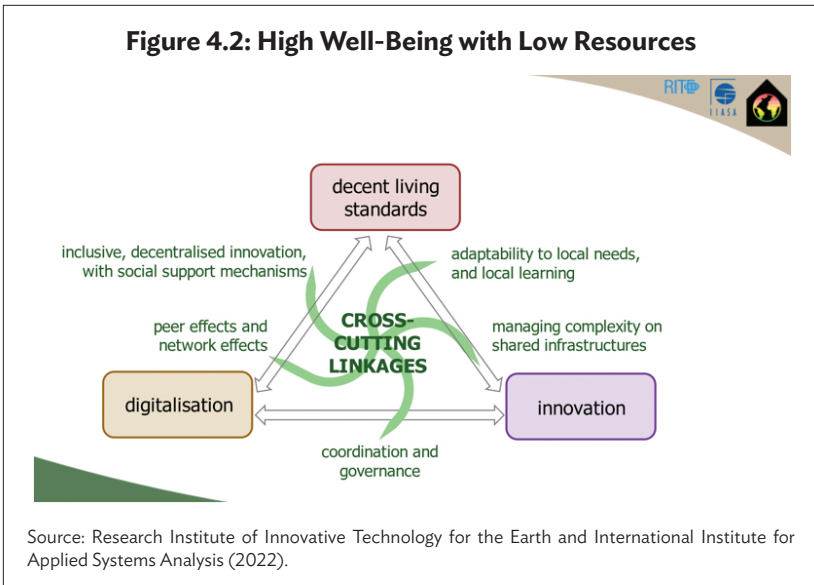 Figure 4.2: High Well-Being with Low Resources
RITE
IIASA
decent living
standards
inclusive, decentralised innovation,
with social support mechanisms
adaptability to local needs,
and local learning
peer effects and
network effects
CROSS-
CUTTING
LINKAGES
managing complexity on
shared infrastructures
digitalisation
innovation
coordination and
governance
Source: Research Institute of Innovative Technology for the Earth and International Institute for
Applied Systems Analysis (2022).